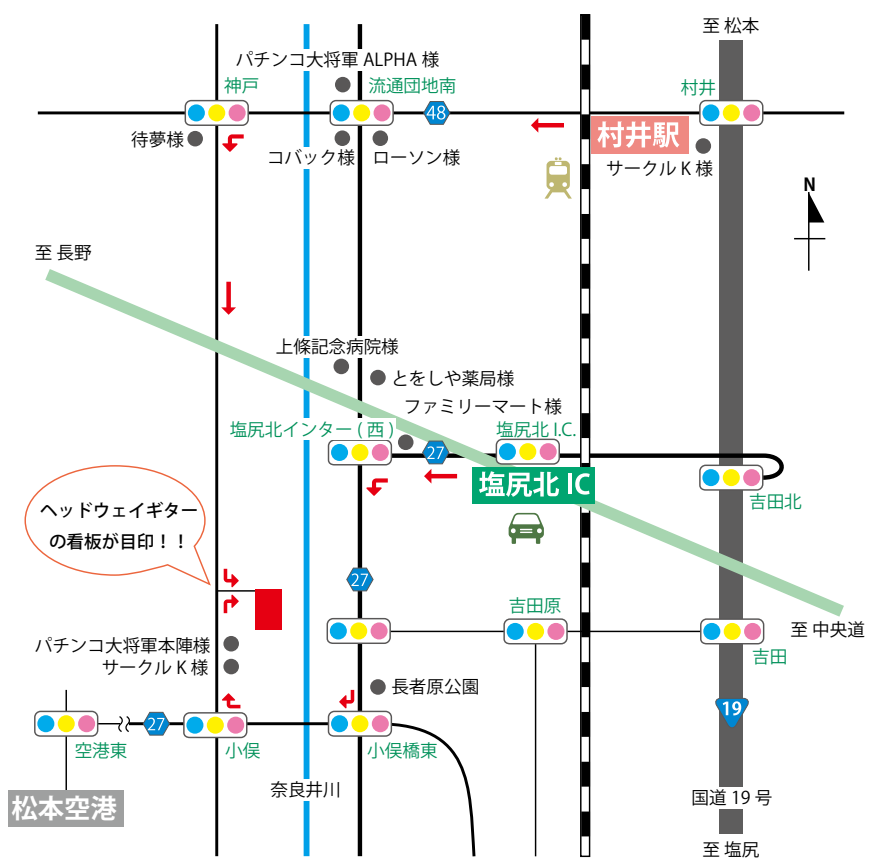 至 松本
パチンコ大将軍 ALPHA 様
神戸
流通団地南
村井
48
待夢様
コバック様
ローソン様
村井駅
サークル K 様
N
至 長野
上條記念病院様
とをしや薬局様
ファミリーマート様
塩尻北インター ( 西 )
塩尻北 I.C.
27
塩尻北 IC
吉田北
ヘッドウェイギター
の看板が目印！！
27
吉田原
至 中央道
吉田
パチンコ大将軍本陣様
サークル K 様
長者原公園
19
27
空港東
小俣
小俣橋東
奈良井川
松本空港
国道 19 号
至 塩尻